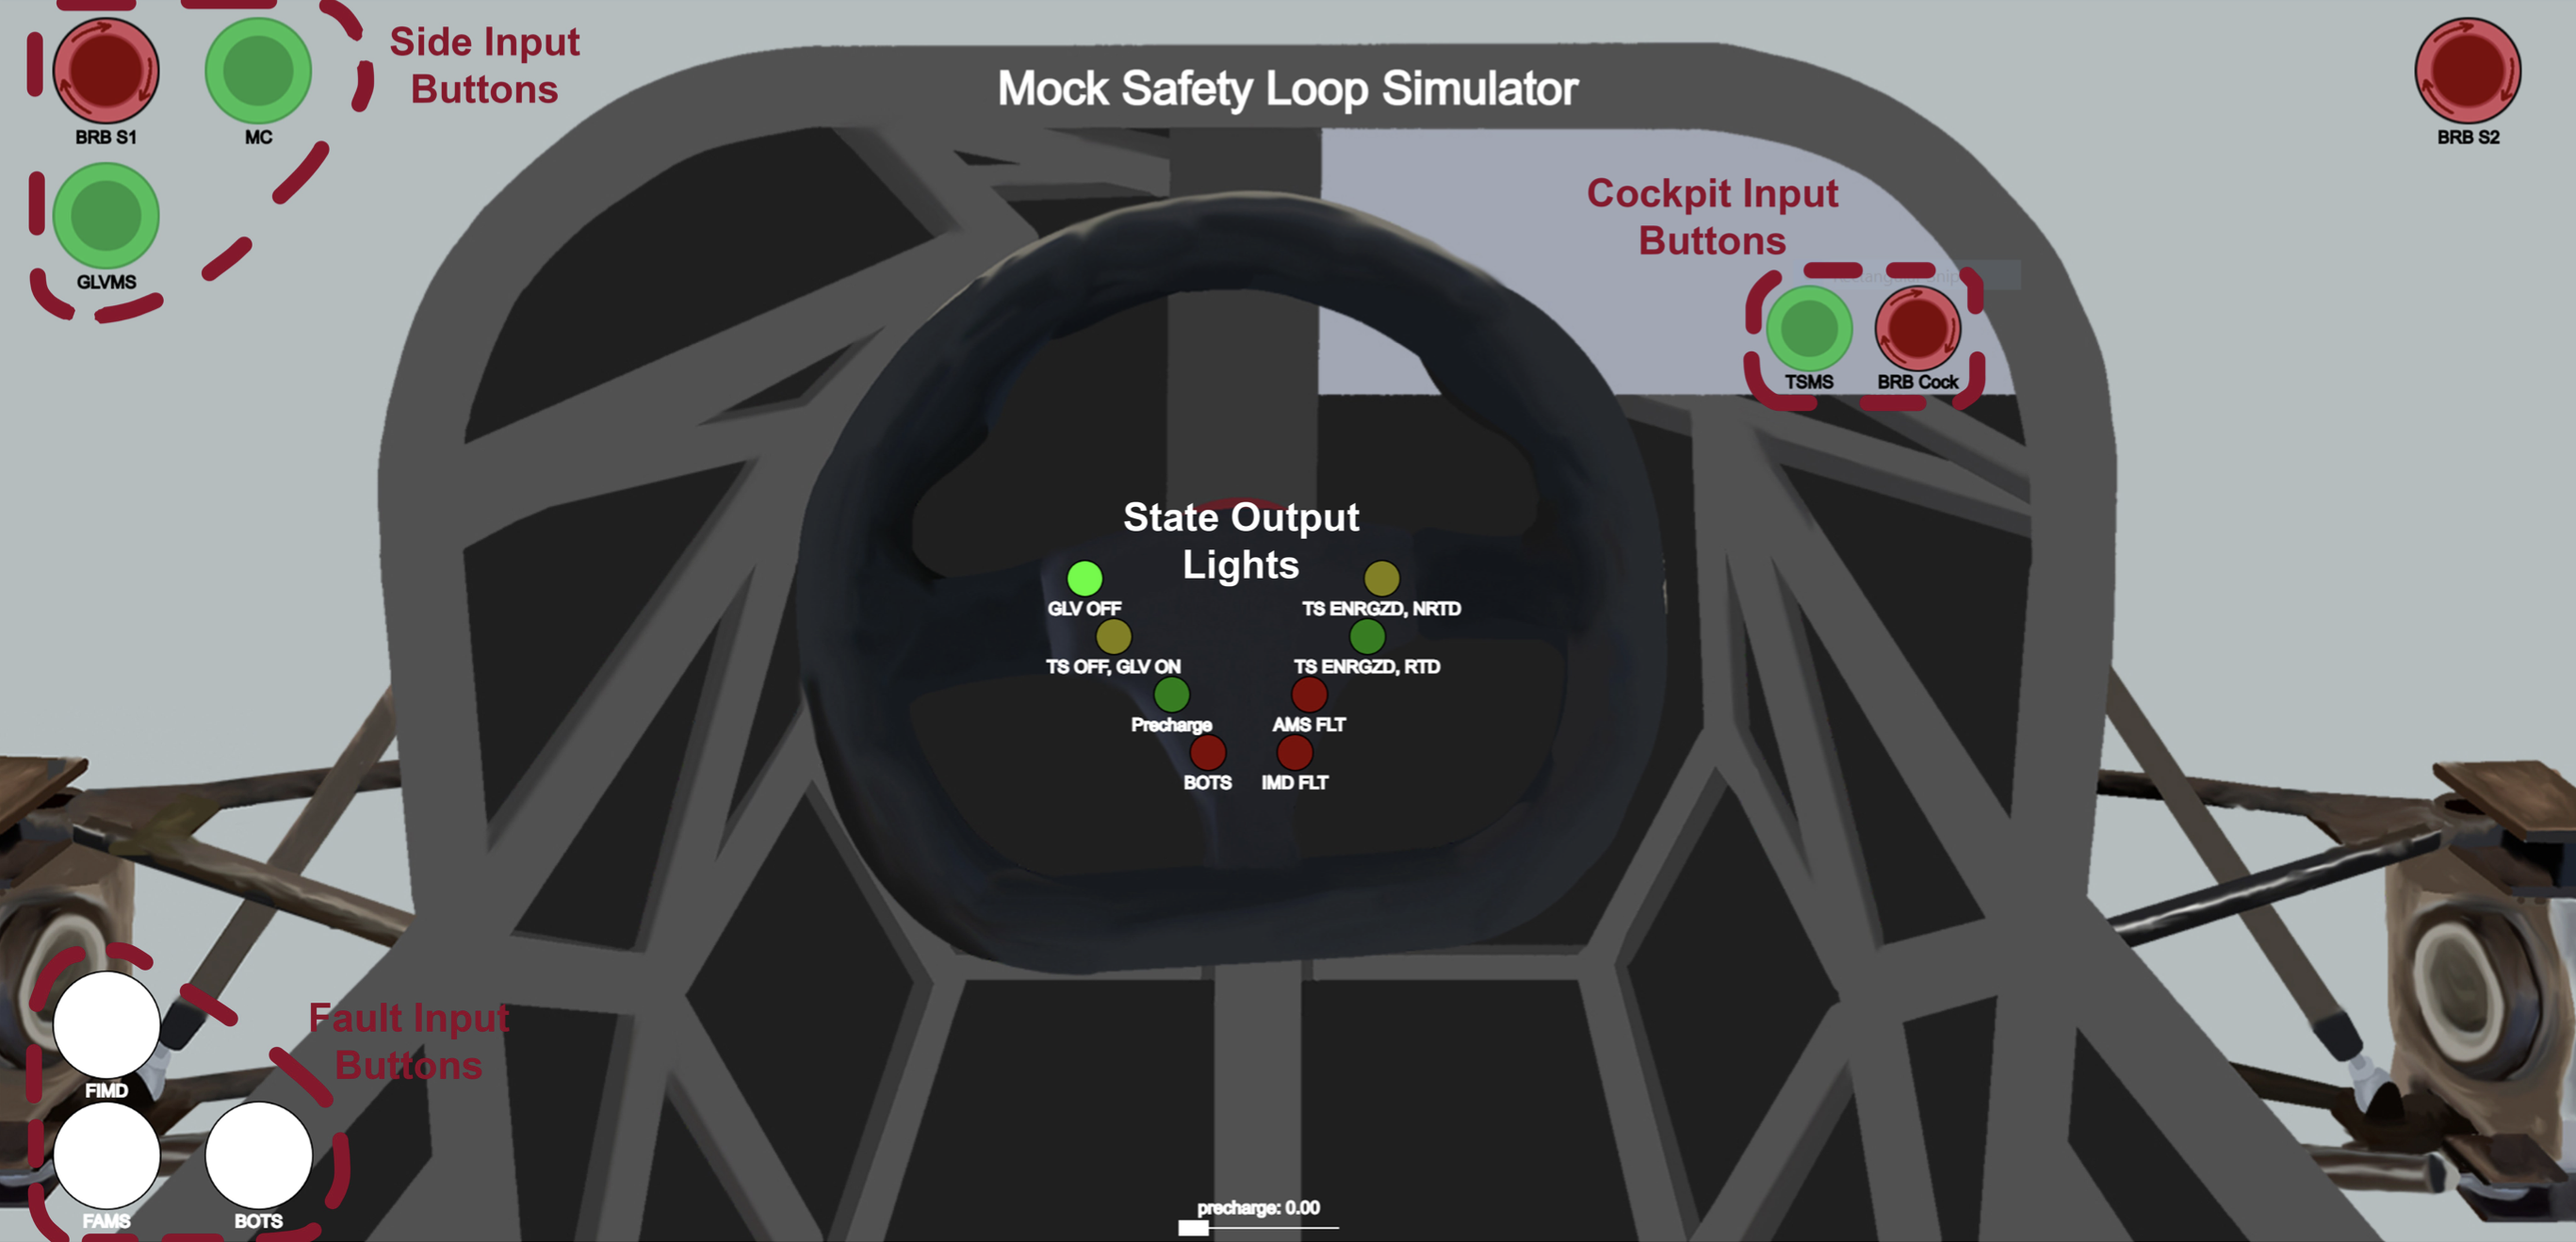 Side Input
Buttons
BRB S1
MC
GLVMS
Mock Safety Loop Simulator
BRB S2
Cockpit Input
Buttons
TSMS
BRB Cock
State Output
Lights
GLV OFF
TS ENRGZD, NRTD
TS OFF, GLV ON
TS ENRGZD, RTD
Precharge
AMS FLT
BOTS
IMD FLT
Fault Input
Buttons
FIMD
FAMS
BOTS
precharge: 0.00